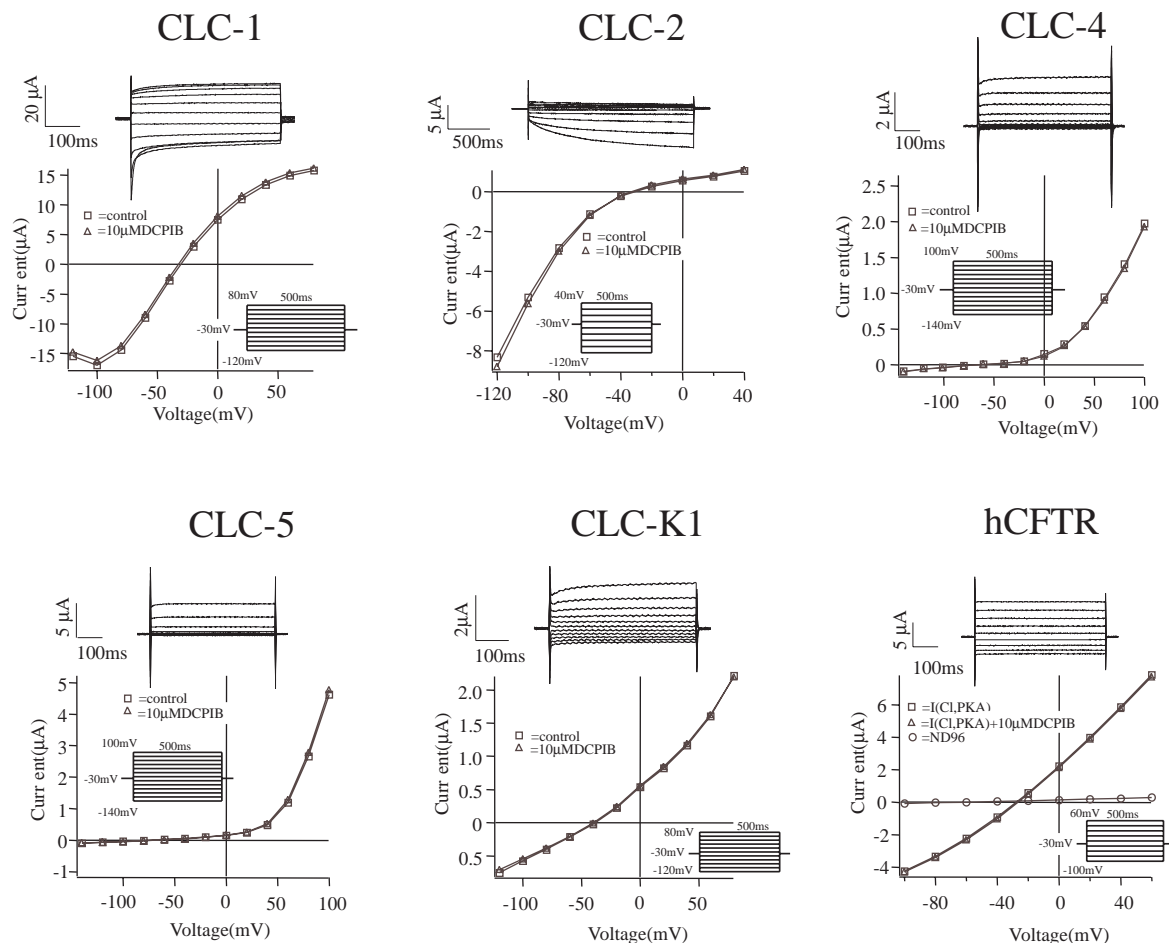 CLC-1
20 µA
100ms
15
10
5
0
-5
-10
-15
Curr ent(µA)
=control
=10µMDCPIB
80mV
500ms
-30mV
-120mV
-100
-50
0
50
Voltage(mV)
CLC-2
5 µA
500ms
2
0
-2
-4
-6
-8
Curr ent(µA)
=control
=10µMDCPIB
40mV
500ms
-30mV
-120mV
-120
-80
-40
0
40
Voltage(mV)
CLC-4
2 µA
100ms
2.5
2.0
1.5
1.0
0.5
0
Curr ent(µA)
=control
=10µMDCPIB
100mV
500ms
-30mV
-140mV
-100
-50
0
50
100
Voltage(mV)
CLC-5
5 µA
100ms
5
4
3
2
1
0
-1
Curr ent(µA)
=control
=10µMDCPIB
100mV
500ms
-30mV
-140mV
-100
-50
0
50
100
Voltage(mV)
CLC-K1
2µA
100ms
2.0
1.5
1.0
0.5
0
0.5
Curr ent(µA)
=control
=10µMDCPIB
80mV
500ms
-30mV
-120mV
-100
-50
0
50
Voltage(mV)
hCFTR
5 µA
100ms
6
4
2
0
-2
-4
Curr ent(µA)
=I(Cl,PKA)
=I(Cl,PKA)+10µMDCPIB
=ND96
60mV
500ms
-30mV
-100mV
-80
-40
0
40
Voltage(mV)